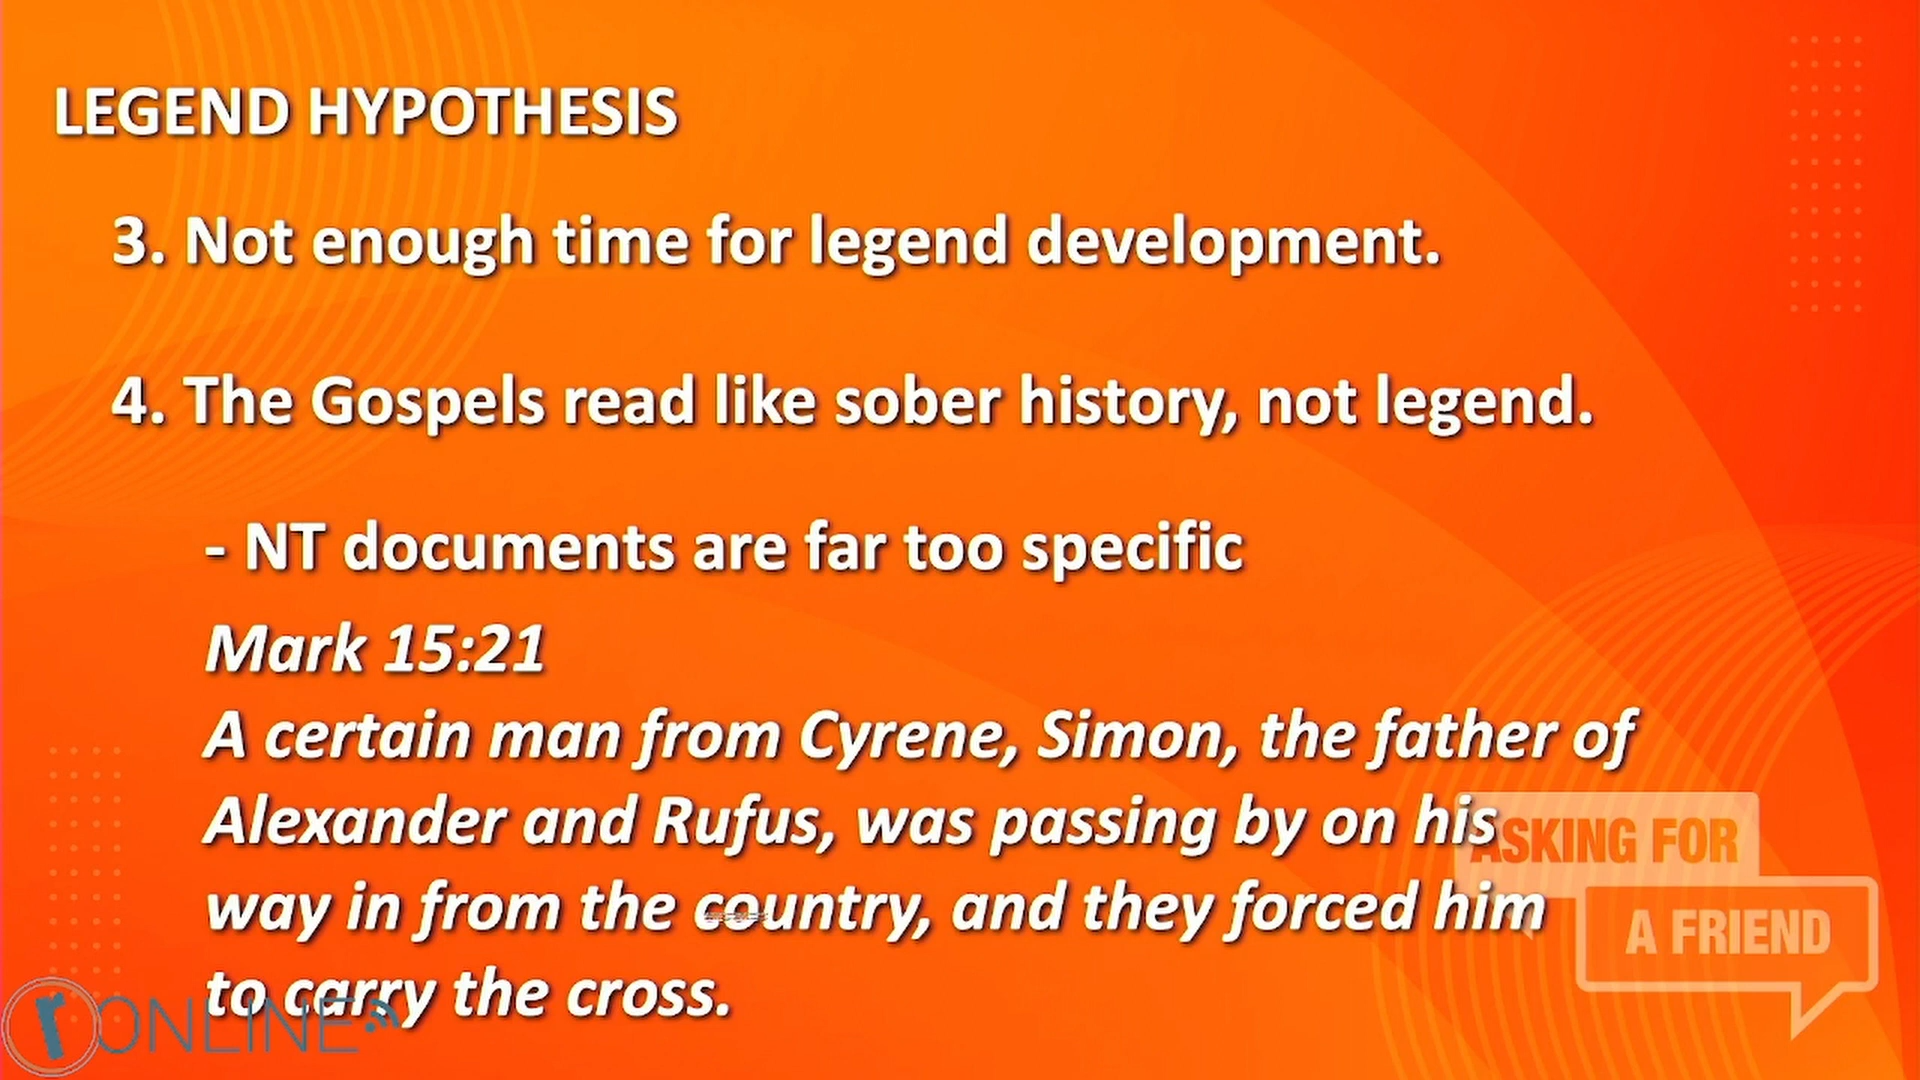 LEGEND HYPOTHESIS
3. Not enough time for legend development.
4. The Gospels read like sober history, not legend.
- NT documents are far too specific
Mark 15:21
A certain man from Cyrene, Simon, the father of
Alexander and Rufus, was passing by on his
way in from the country, and they forced him
to carry the cross.
ASKING FOR
A FRIEND
r ONLINE